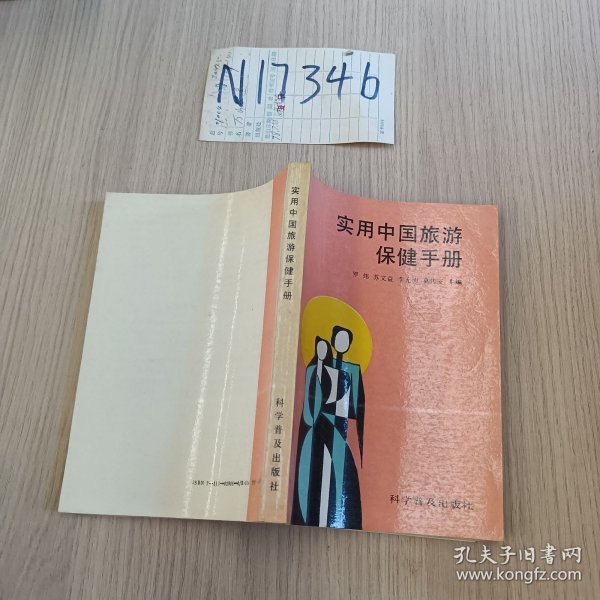 N17346
实用中国旅游
保健手册
主编
科学普及出版社
实用中国旅游保健手册
科学普及出版社
孔夫子旧书网
www.kongfz.com